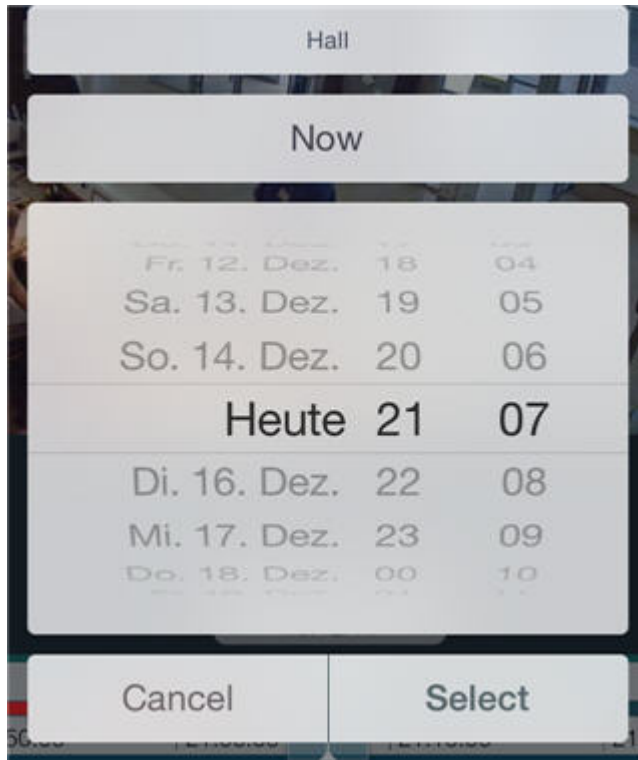 Hall
Now
Fr. 12. Dez. 18 04
Sa. 13. Dez. 19 05
So. 14. Dez. 20 06
Heute 21 07
Di. 16. Dez. 22 08
Mi. 17. Dez. 23 09
Do. 18. Dez. 00 10
Cancel Select